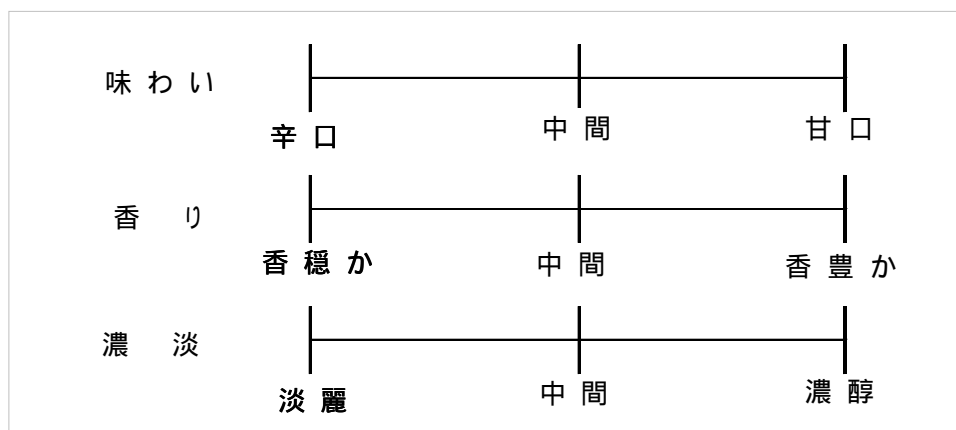 味わい
辛口 中間 甘口
香り
香穏か 中間 香豊か
濃淡
淡麗 中間 濃醇